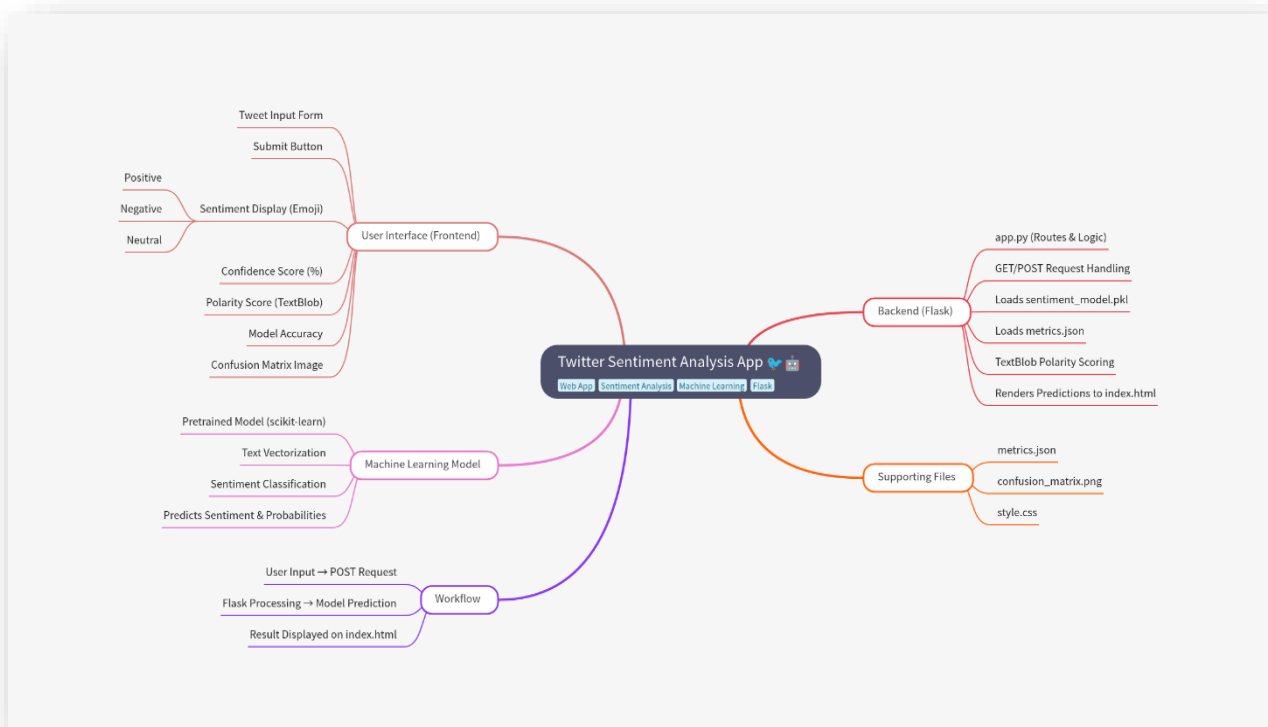 Twitter Sentiment Analysis App 🐦🤖
Web App Sentiment Analysis Machine Learning Flask
User Interface (Frontend)
Tweet Input Form
Submit Button
Sentiment Display (Emoji)
Positive
Negative
Neutral
Confidence Score (%)
Polarity Score (TextBlob)
Model Accuracy
Confusion Matrix Image
Machine Learning Model
Pretrained Model (scikit-learn)
Text Vectorization
Sentiment Classification
Predicts Sentiment & Probabilities
Workflow
User Input → POST Request
Flask Processing → Model Prediction
Result Displayed on index.html
Backend (Flask)
app.py (Routes & Logic)
GET/POST Request Handling
Loads sentiment_model.pkl
Loads metrics.json
TextBlob Polarity Scoring
Renders Predictions to index.html
Supporting Files
metrics.json
confusion_matrix.png
style.css